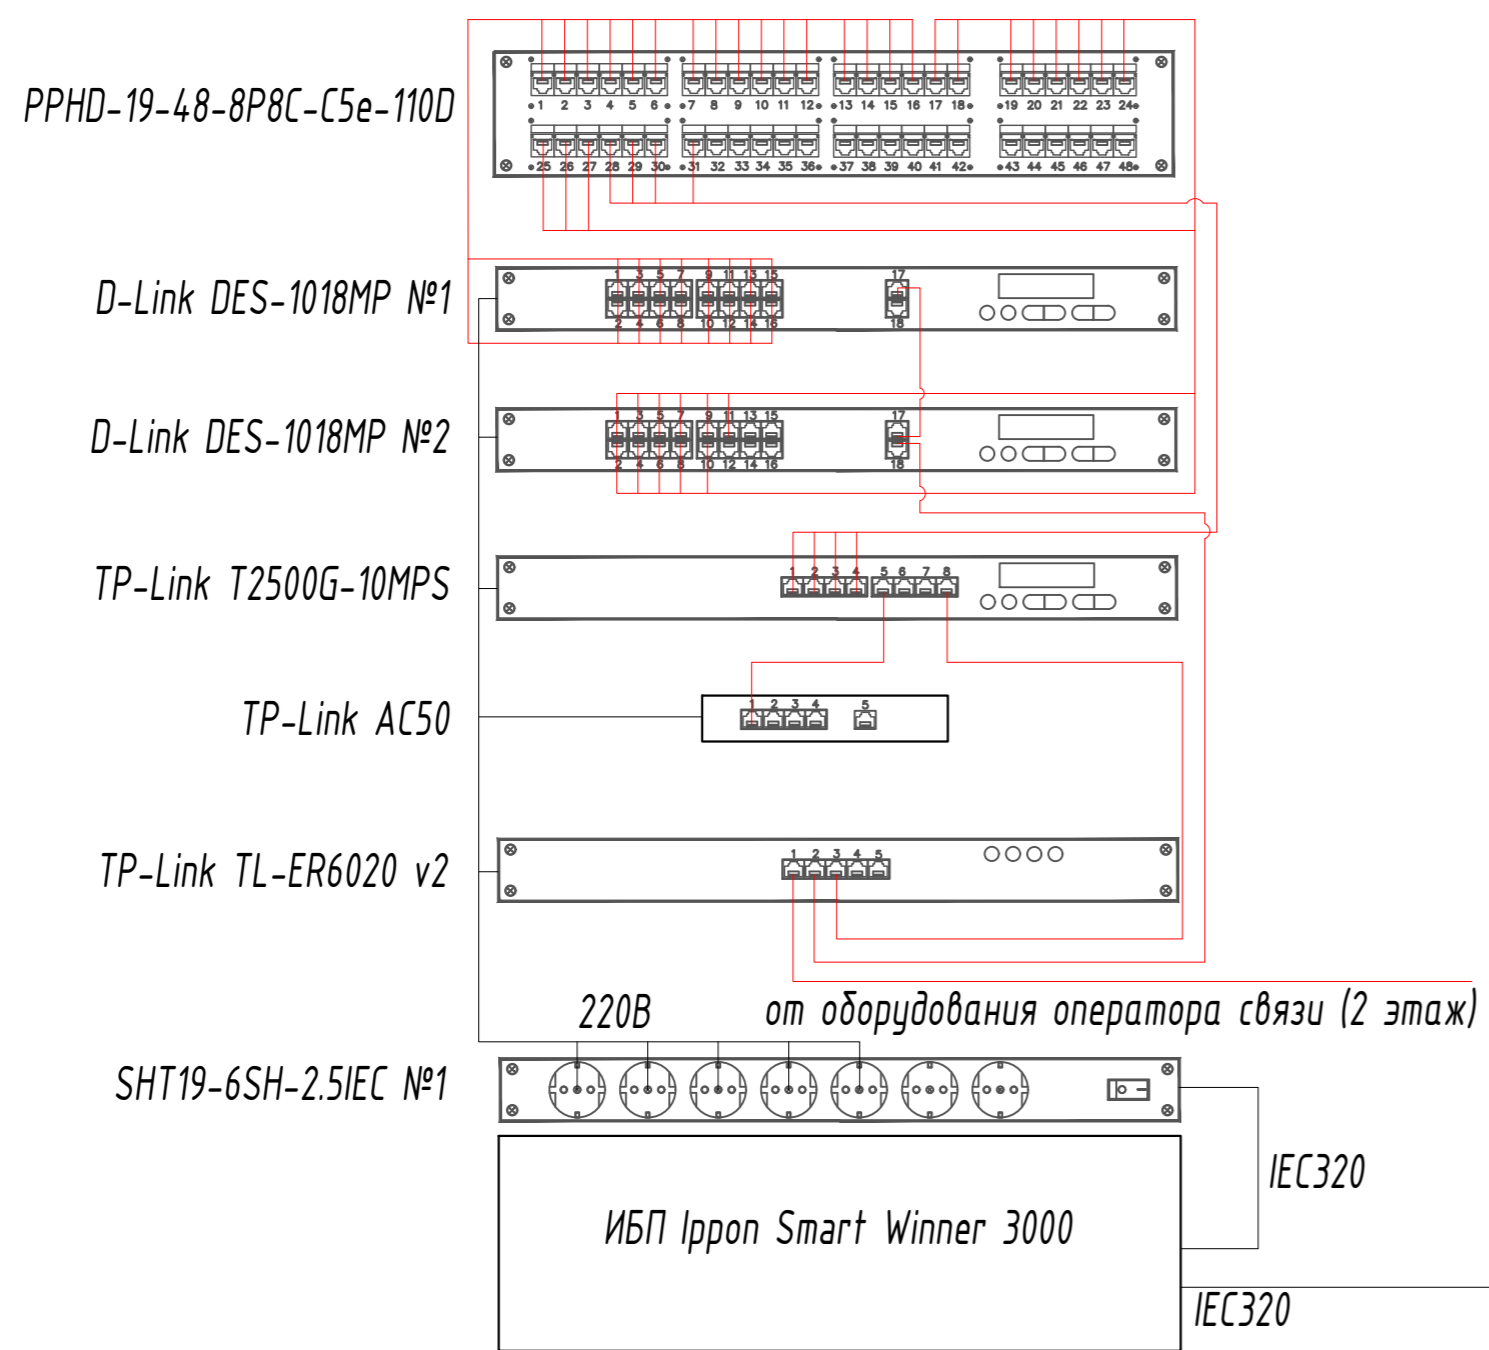 PPHD-19-48-8P8C-C5e-110D
1 2 3 4 5 6 7 8 9 10 11 12 13 14 15 16 17 18 19 20 21 22 23 24
25 26 27 28 29 30 31 32 33 34 35 36 37 38 39 40 41 42 43 44 45 46 47 48
D-Link DES-1018MP №1
1 3 5 7 9 11 13 15 17
2 4 6 8 10 12 14 16 18
D-Link DES-1018MP №2
1 3 5 7 9 11 13 15 17
2 4 6 8 10 12 14 16 18
TP-Link T2500G-10MPS
1 2 3 4 5 6 7 8
TP-Link AC50
1 2 3 4 5
TP-Link TL-ER6020 v2
1 2 3 4 5
220В
от оборудования оператора связи (2 этаж)
SHT19-6SH-2.5IEC №1
IEC320
ИБП Ippon Smart Winner 3000
IEC320